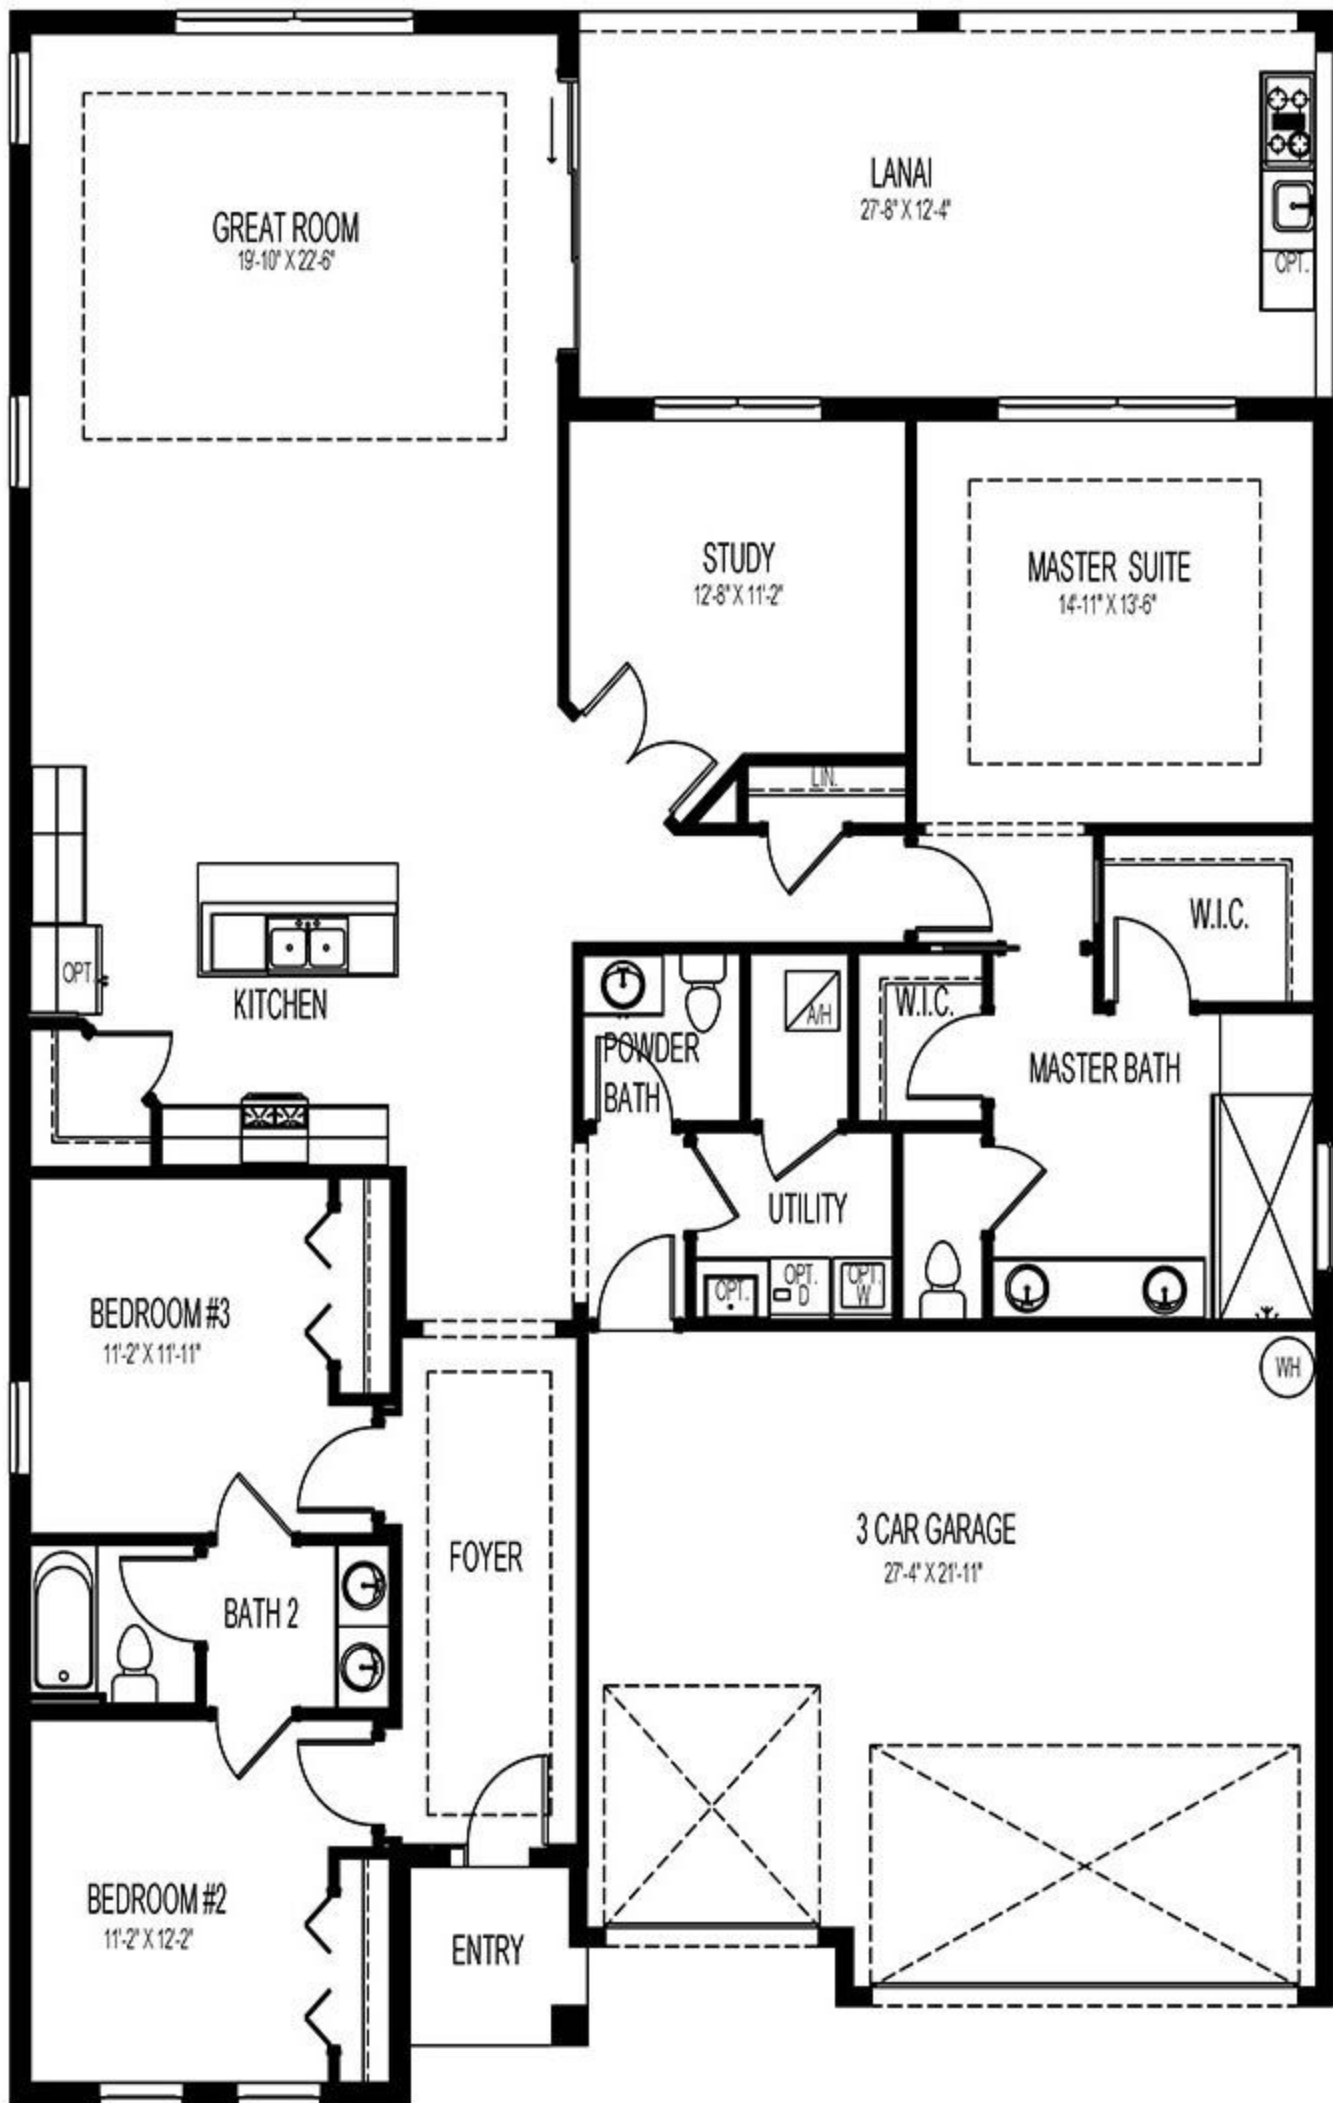 GREAT ROOM
19'-10" X 22'-6"
LANAI
27'-8" X 12'-4"
OPT.
STUDY
12'-8" X 11'-2"
MASTER SUITE
14'-11" X 13'-6"
LIN.
W.I.C.
OPT.
KITCHEN
POWDER
BATH
A/H
W.I.C.
MASTER BATH
UTILITY
OPT.
OPT.
D
OPT.
W
BEDROOM #3
11'-2" X 11'-11"
WH
FOYER
3 CAR GARAGE
27'-4" X 21'-11"
BATH 2
BEDROOM #2
11'-2" X 12'-2"
ENTRY